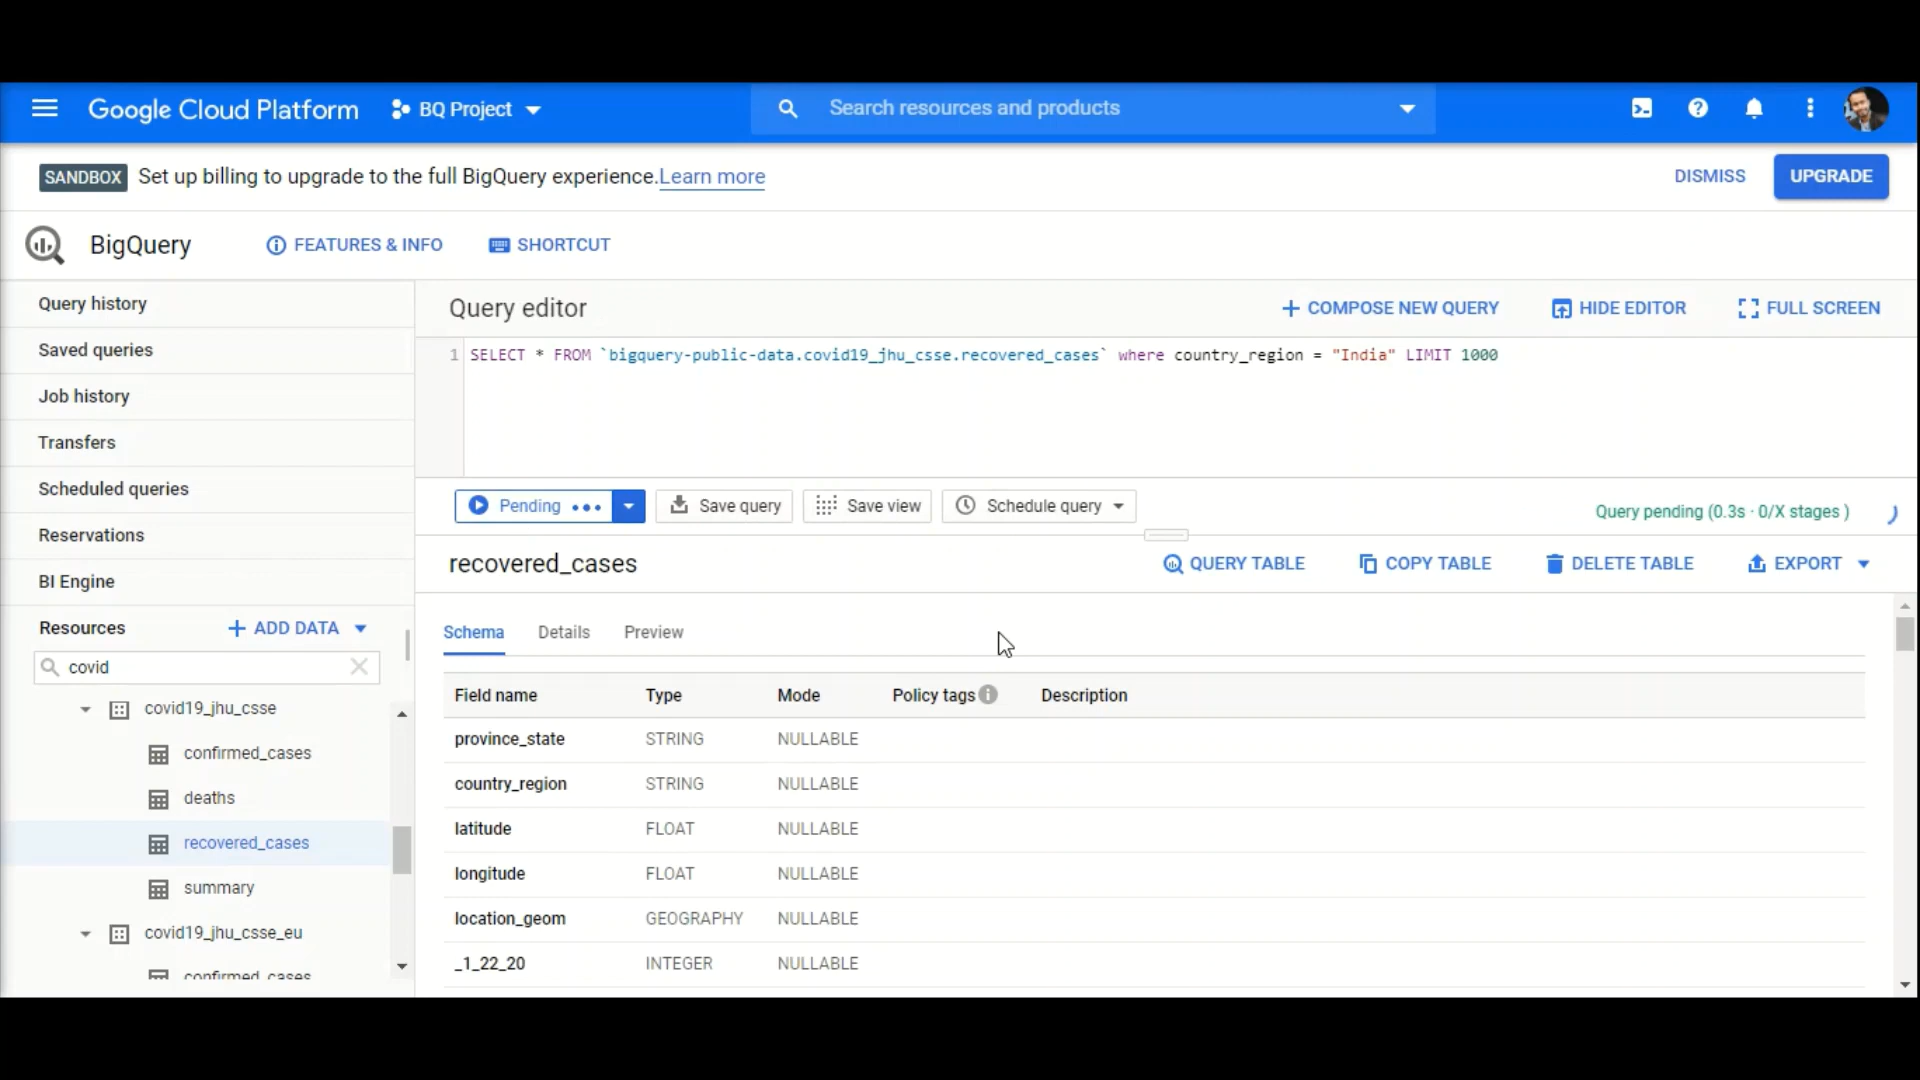 Google Cloud Platform BQ Project Search resources and products
SANDBOX Set up billing to upgrade to the full BigQuery experience.Learn more DISMISS UPGRADE
BigQuery FEATURES & INFO SHORTCUT
Query history
Saved queries
Job history
Transfers
Scheduled queries
Reservations
BI Engine
Resources + ADD DATA
covid
covid19_jhu_csse
confirmed_cases
deaths
recovered_cases
summary
covid19_jhu_csse_eu
confirmed_cases
Query editor + COMPOSE NEW QUERY HIDE EDITOR FULL SCREEN
1 SELECT * FROM `bigquery-public-data.covid19_jhu_csse.recovered_cases` where country_region = "India" LIMIT 1000
Pending Save query Save view Schedule query Query pending (0.3s · 0/X stages )
recovered_cases QUERY TABLE COPY TABLE DELETE TABLE EXPORT
Schema Details Preview
Field name Type Mode Policy tags Description
province_state STRING NULLABLE
country_region STRING NULLABLE
latitude FLOAT NULLABLE
longitude FLOAT NULLABLE
location_geom GEOGRAPHY NULLABLE
_1_22_20 INTEGER NULLABLE